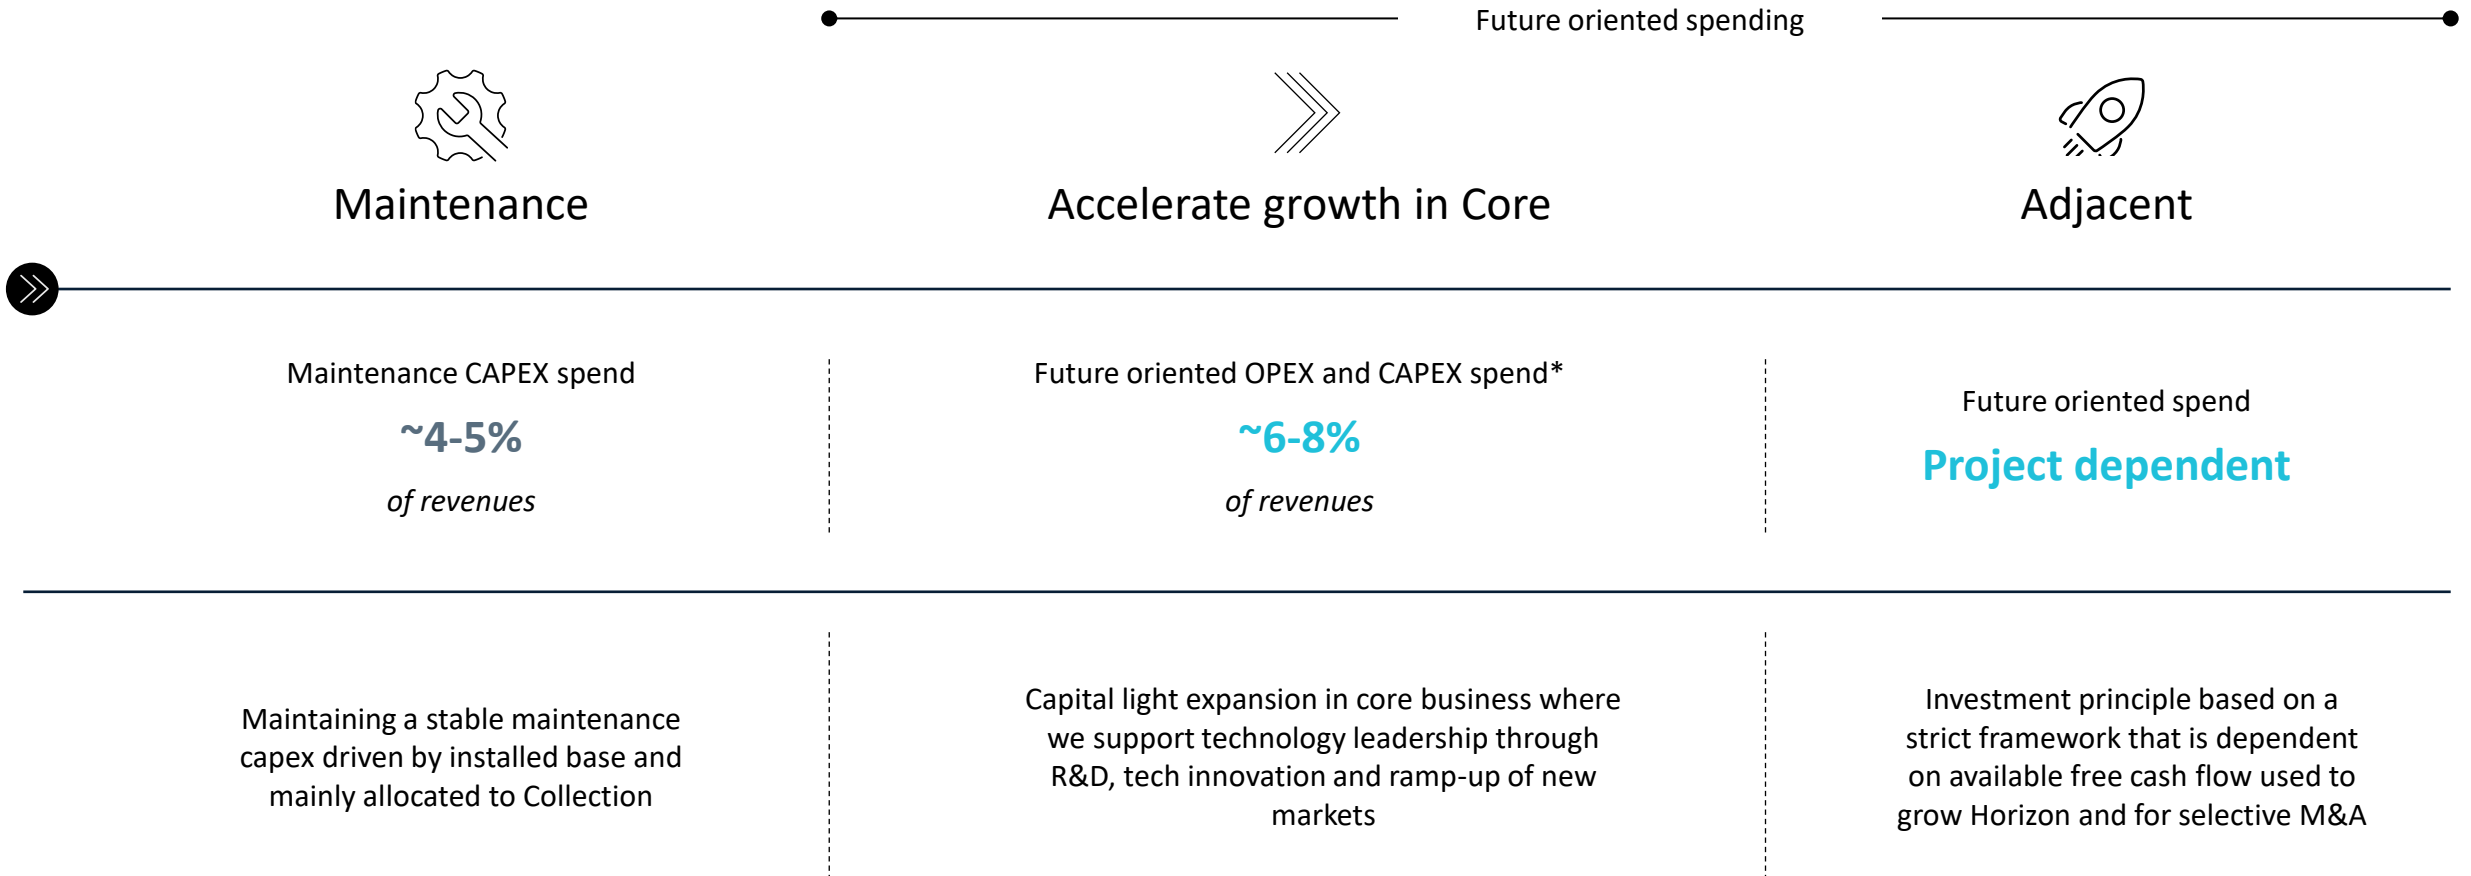 Future oriented spending
Maintenance
Accelerate growth in Core
Adjacent
Maintenance CAPEX spend
~4-5%
of revenues
Future oriented OPEX and CAPEX spend*
~6-8%
of revenues
Future oriented spend
Project dependent
Maintaining a stable maintenance
capex driven by installed base and
mainly allocated to Collection
Capital light expansion in core business where
we support technology leadership through
R&D, tech innovation and ramp-up of new
markets
Investment principle based on a
strict framework that is dependent
on available free cash flow used to
grow Horizon and for selective M&A